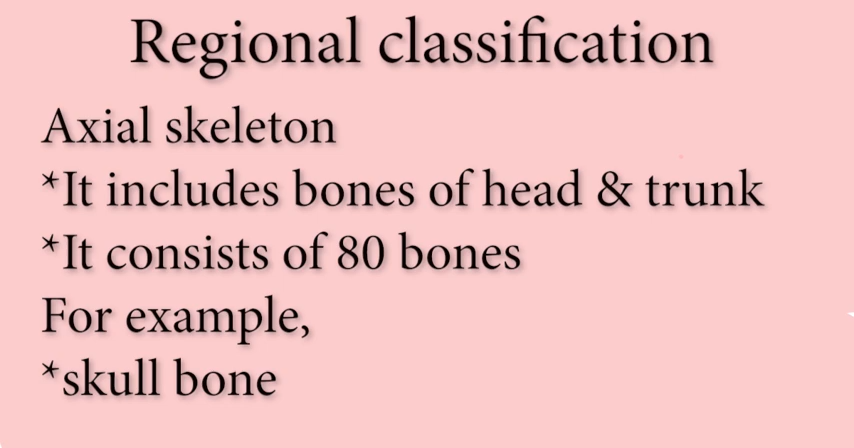 Regional classification
Axial skeleton
*It includes bones of head & trunk
*It consists of 80 bones
For example,
*skull bone